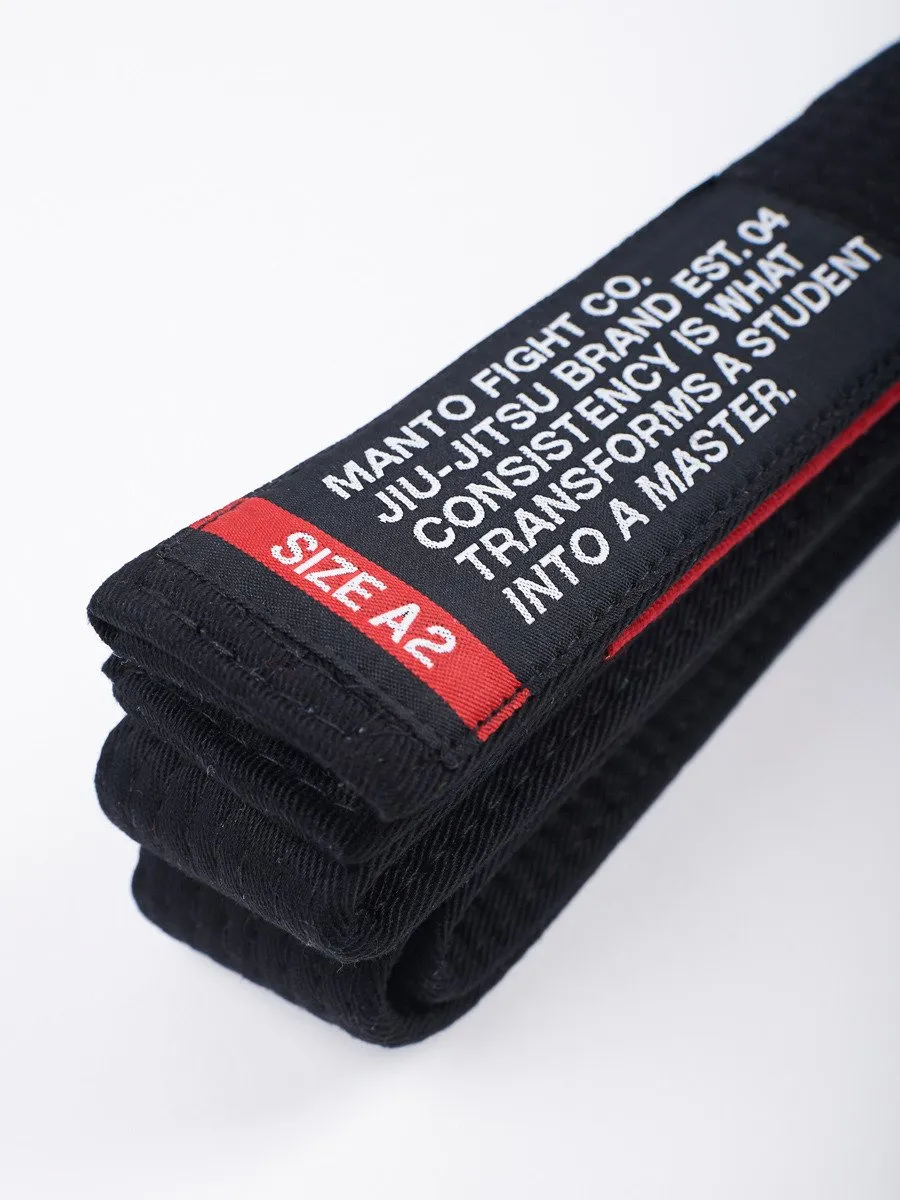 MANTO FIGHT CO.
JIU-JITSU BRAND EST. 04
CONSISTENCY IS WHAT
TRANSFORMS A STUDENT
INTO A MASTER.
SIZE A2